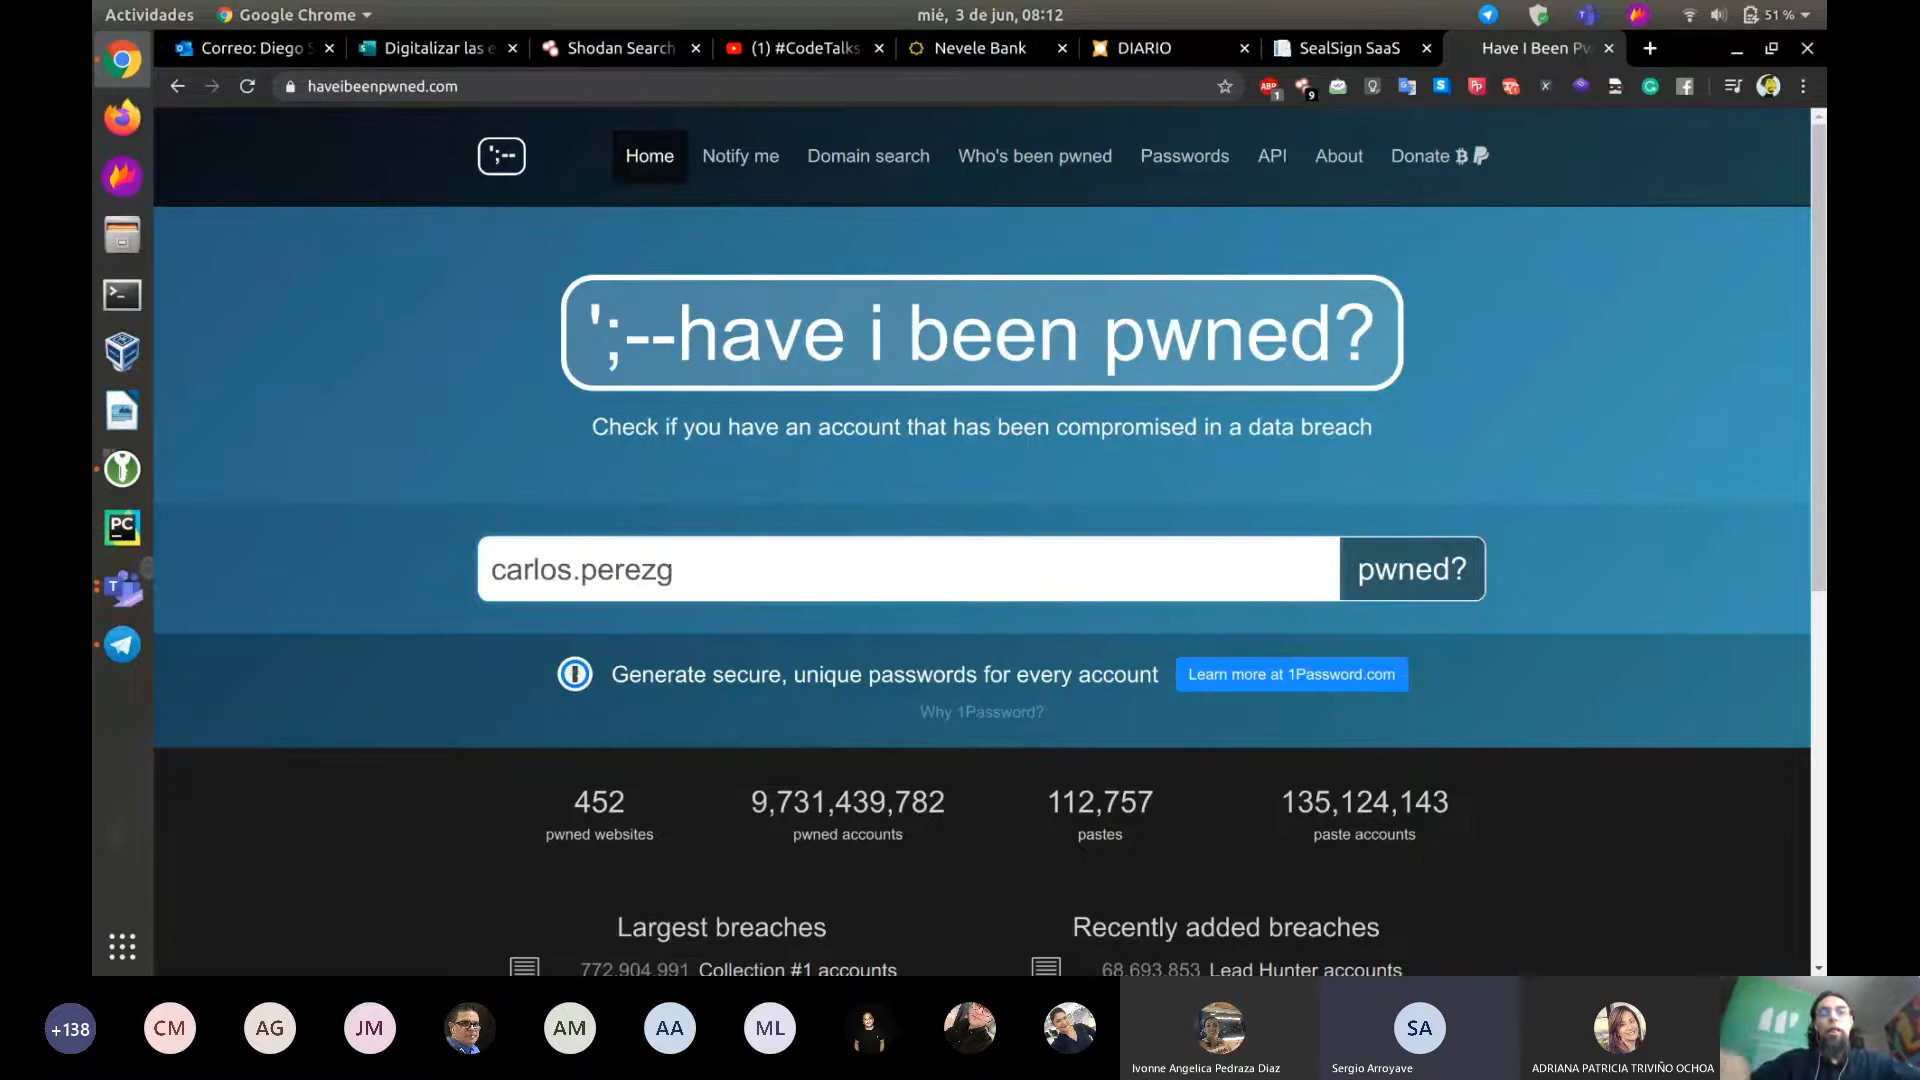 Actividades
Google Chrome
mié, 3 de jun, 08:12
51 %
Correo: Diego S
Digitalizar las e
Shodan Search
(1) #CodeTalks
Nevele Bank
DIARIO
SealSign SaaS
Have I Been Pw
haveibeenpwned.com
ABP
1
9
';--
Home
Notify me
Domain search
Who's been pwned
Passwords
API
About
Donate
';--have i been pwned?
Check if you have an account that has been compromised in a data breach
carlos.perezg
pwned?
Generate secure, unique passwords for every account
Learn more at 1Password.com
Why 1Password?
452
pwned websites
9,731,439,782
pwned accounts
112,757
pastes
135,124,143
paste accounts
Largest breaches
Recently added breaches
772,904,991 Collection #1 accounts
68,693,853 Lead Hunter accounts
PC
T
+138
CM
AG
JM
AM
AA
ML
SA
Ivonne Angelica Pedraza Diaz
Sergio Arroyave
ADRIANA PATRICIA TRIVIÑO OCHOA